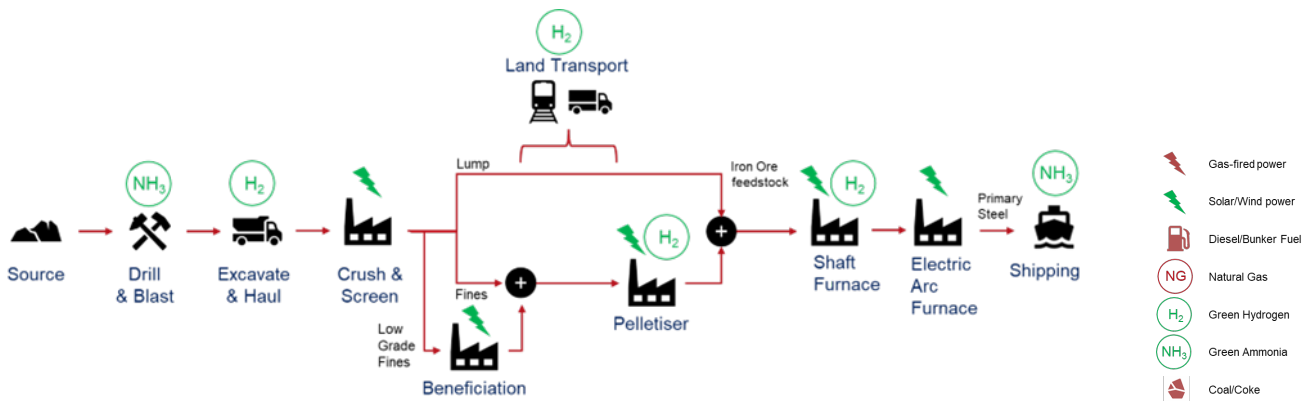 H₂
Land Transport
Lump
Iron Ore
feedstock
NH₃
H₂
H₂
H₂
Primary
Steel
NH₃
Source
Drill
& Blast
Excavate
& Haul
Crush &
Screen
Fines
Low
Grade
Fines
Beneficiation
Pelletiser
Shaft
Furnace
Electric
Arc
Furnace
Shipping
Gas-fired power
Solar/Wind power
Diesel/Bunker Fuel
NG Natural Gas
H₂ Green Hydrogen
NH₃ Green Ammonia
Coal/Coke